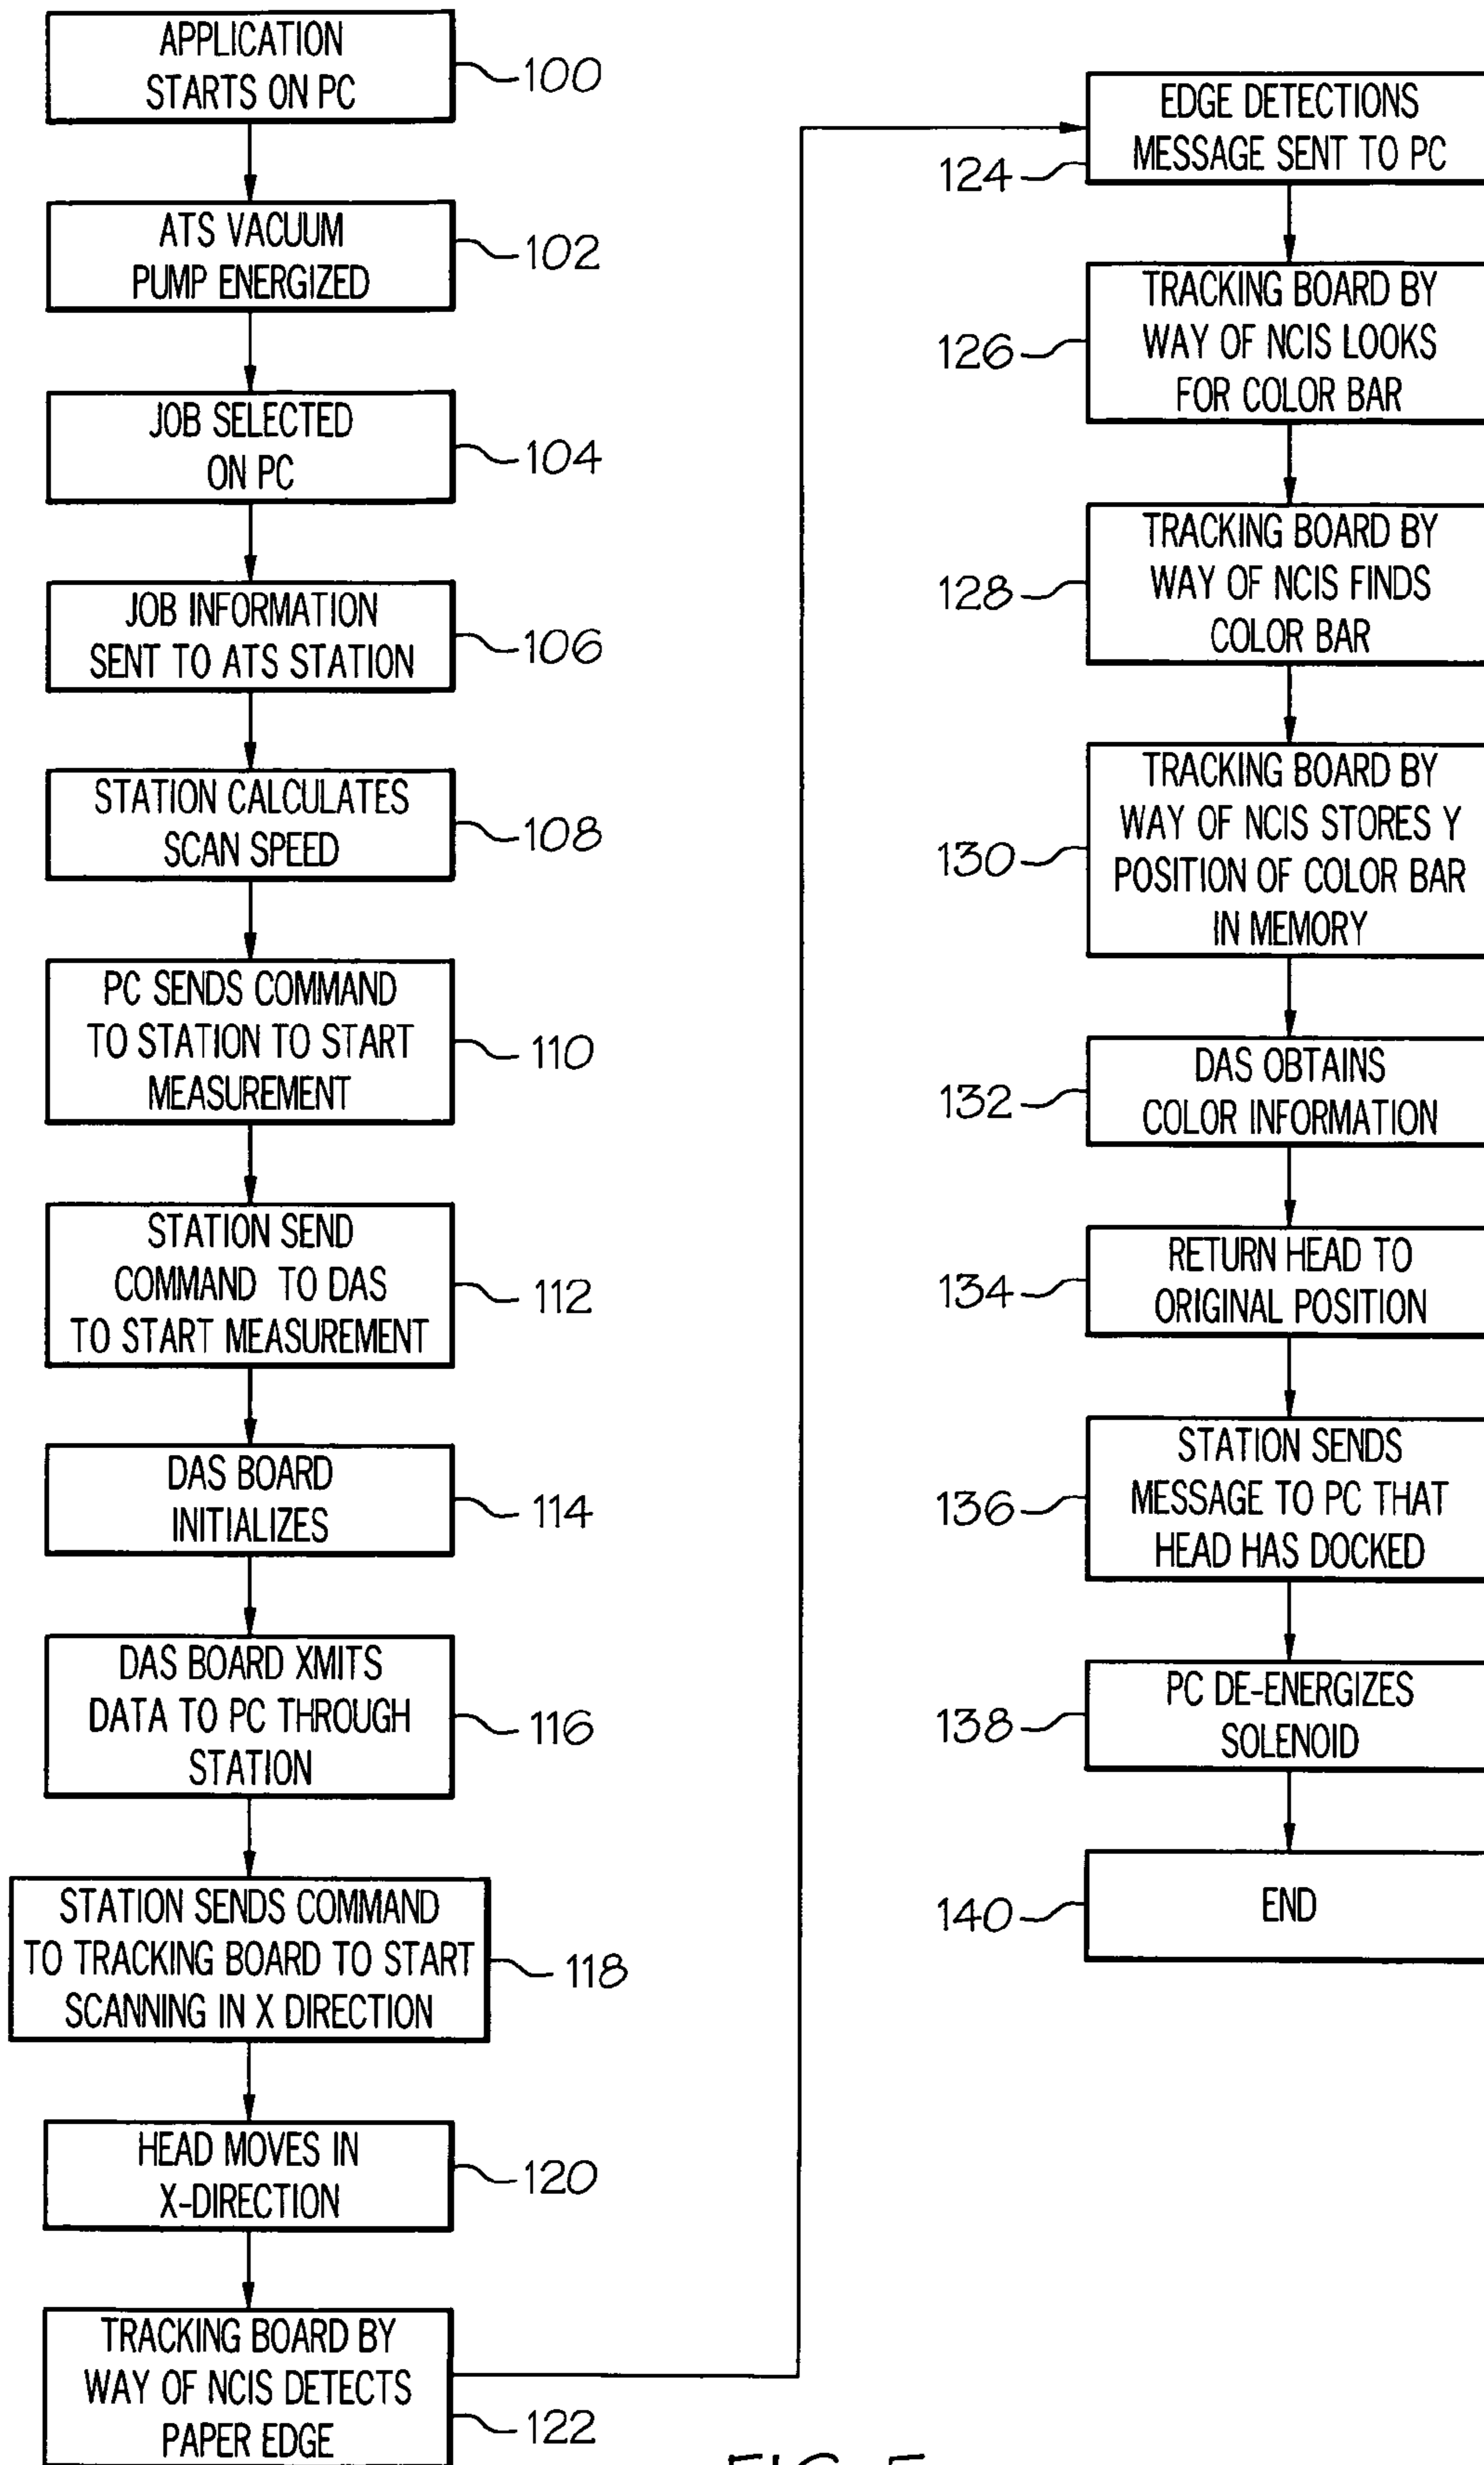 APPLICATION
STARTS ON PC
100
ATS VACUUM
PUMP ENERGIZED
102
JOB SELECTED
ON PC
104
JOB INFORMATION
SENT TO ATS STATION
106
STATION CALCULATES
SCAN SPEED
108
PC SENDS COMMAND
TO STATION TO START
MEASUREMENT
110
STATION SEND
COMMAND TO DAS
TO START MEASUREMENT
112
DAS BOARD
INITIALIZES
114
DAS BOARD XMITS
DATA TO PC THROUGH
STATION
116
STATION SENDS COMMAND
TO TRACKING BOARD TO START
SCANNING IN X DIRECTION
118
HEAD MOVES IN
X-DIRECTION
120
TRACKING BOARD BY
WAY OF NCIS DETECTS
PAPER EDGE
122
EDGE DETECTIONS
MESSAGE SENT TO PC
124
TRACKING BOARD BY
WAY OF NCIS LOOKS
FOR COLOR BAR
126
TRACKING BOARD BY
WAY OF NCIS FINDS
COLOR BAR
128
TRACKING BOARD BY
WAY OF NCIS STORES Y
POSITION OF COLOR BAR
IN MEMORY
130
DAS OBTAINS
COLOR INFORMATION
132
RETURN HEAD TO
ORIGINAL POSITION
134
STATION SENDS
MESSAGE TO PC THAT
HEAD HAS DOCKED
136
PC DE-ENERGIZES
SOLENOID
138
END
140